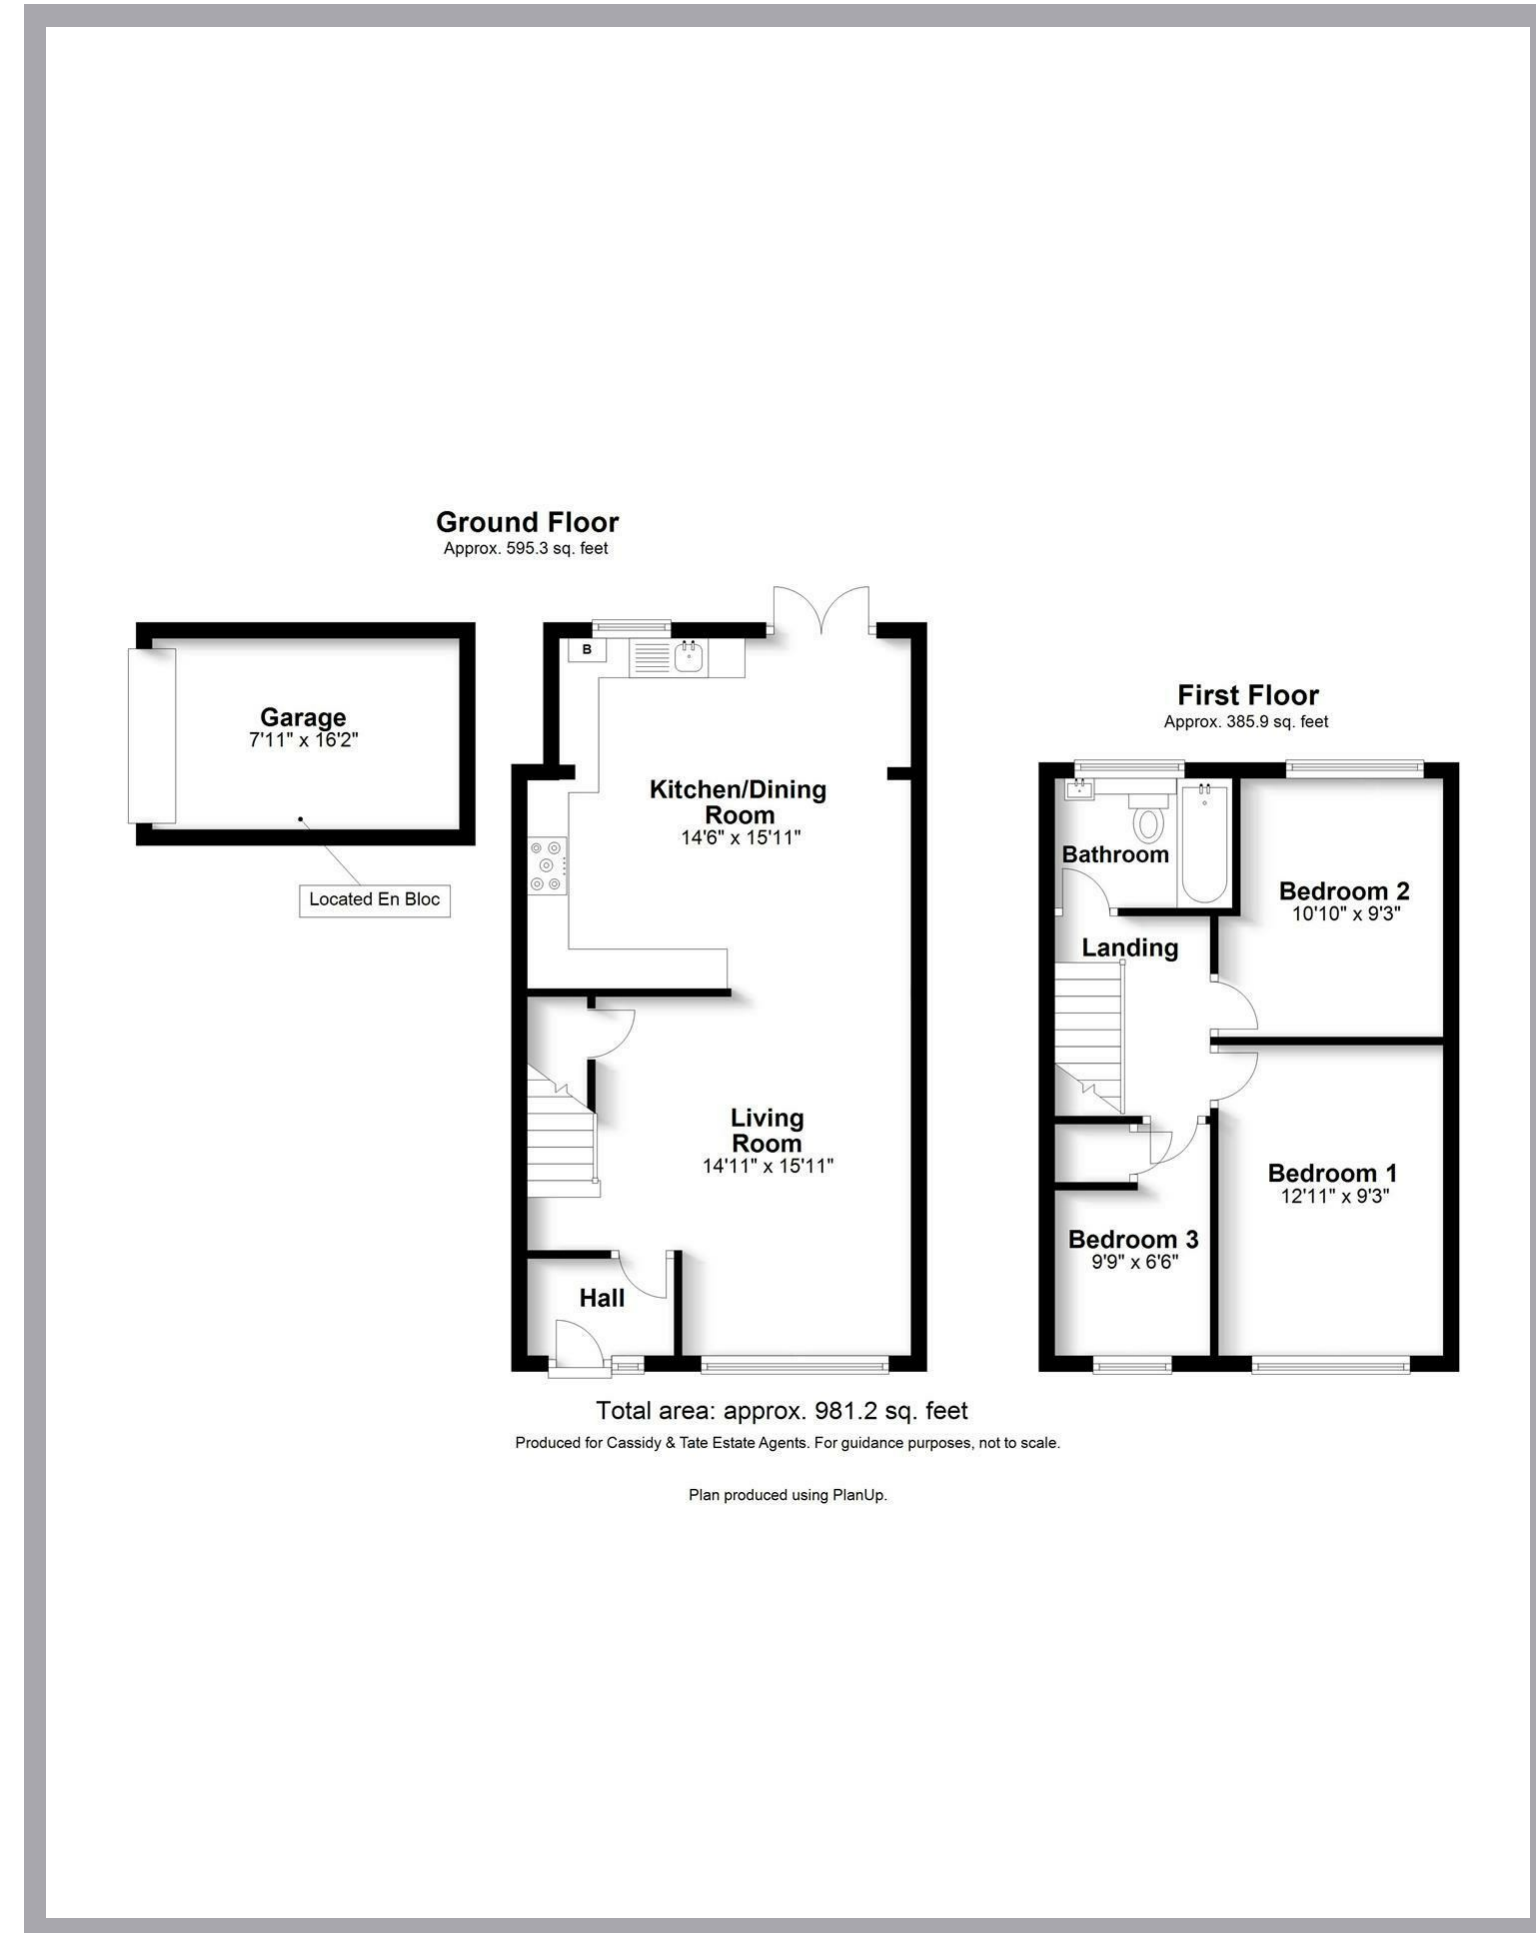 Ground Floor
Approx. 595.3 sq. feet
B
Garage
7'11" x 16'2"
Located En Bloc
Kitchen/Dining
Room
14'6" x 15'11"
Living
Room
14'11" x 15'11"
Hall
First Floor
Approx. 385.9 sq. feet
Bathroom
Bedroom 2
10'10" x 9'3"
Landing
Bedroom 1
12'11" x 9'3"
Bedroom 3
9'9" x 6'6"
Total area: approx. 981.2 sq. feet
Produced for Cassidy & Tate Estate Agents. For guidance purposes, not to scale.
Plan produced using PlanUp.